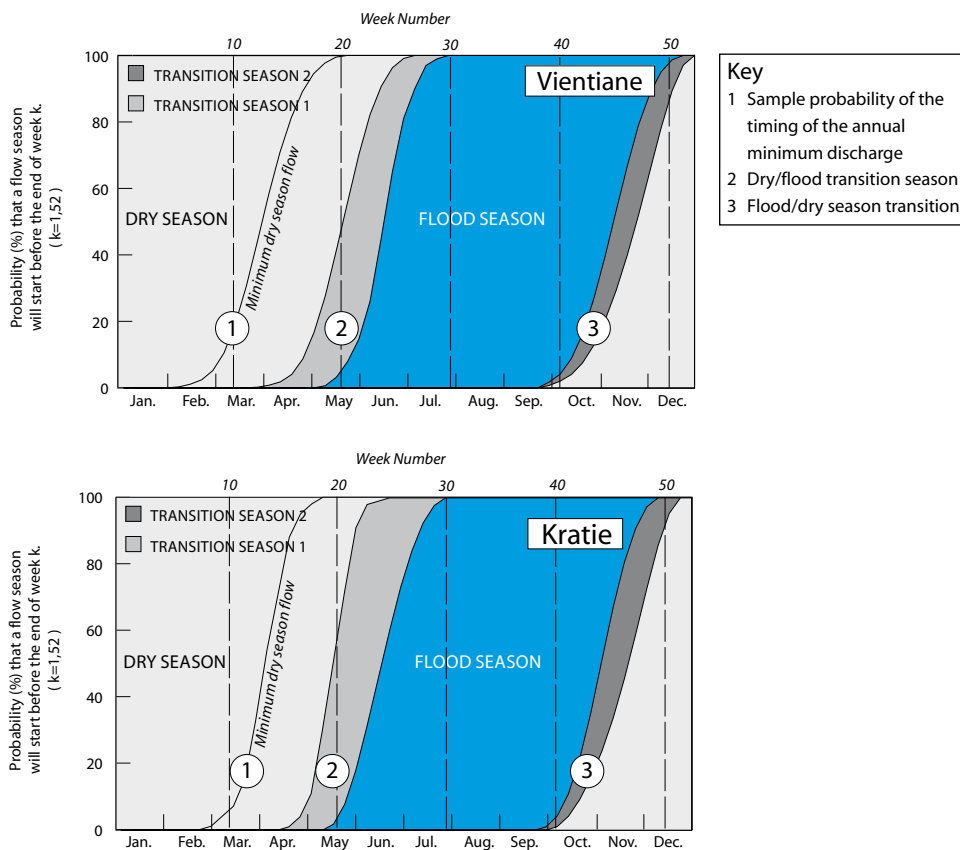 Week Number
10 20 30 40 50
100
80
60
40
20
0
Probability (%) that a flow season
will start before the end of week k.
( k=1,52 )
TRANSITION SEASON 2
TRANSITION SEASON 1
Vientiane
DRY SEASON
Minimum dry season flow
FLOOD SEASON
1 2 3
Jan. Feb. Mar. Apr. May Jun. Jul. Aug. Sep. Oct. Nov. Dec.
Key
1 Sample probability of the
timing of the annual
minimum discharge
2 Dry/flood transition season
3 Flood/dry season transition
Week Number
10 20 30 40 50
100
80
60
40
20
0
Probability (%) that a flow season
will start before the end of week k.
( k=1,52 )
TRANSITION SEASON 2
TRANSITION SEASON 1
Kratie
DRY SEASON
Minimum dry season flow
FLOOD SEASON
1 2 3
Jan. Feb. Mar. Apr. May Jun. Jul. Aug. Sep. Oct. Nov. Dec.